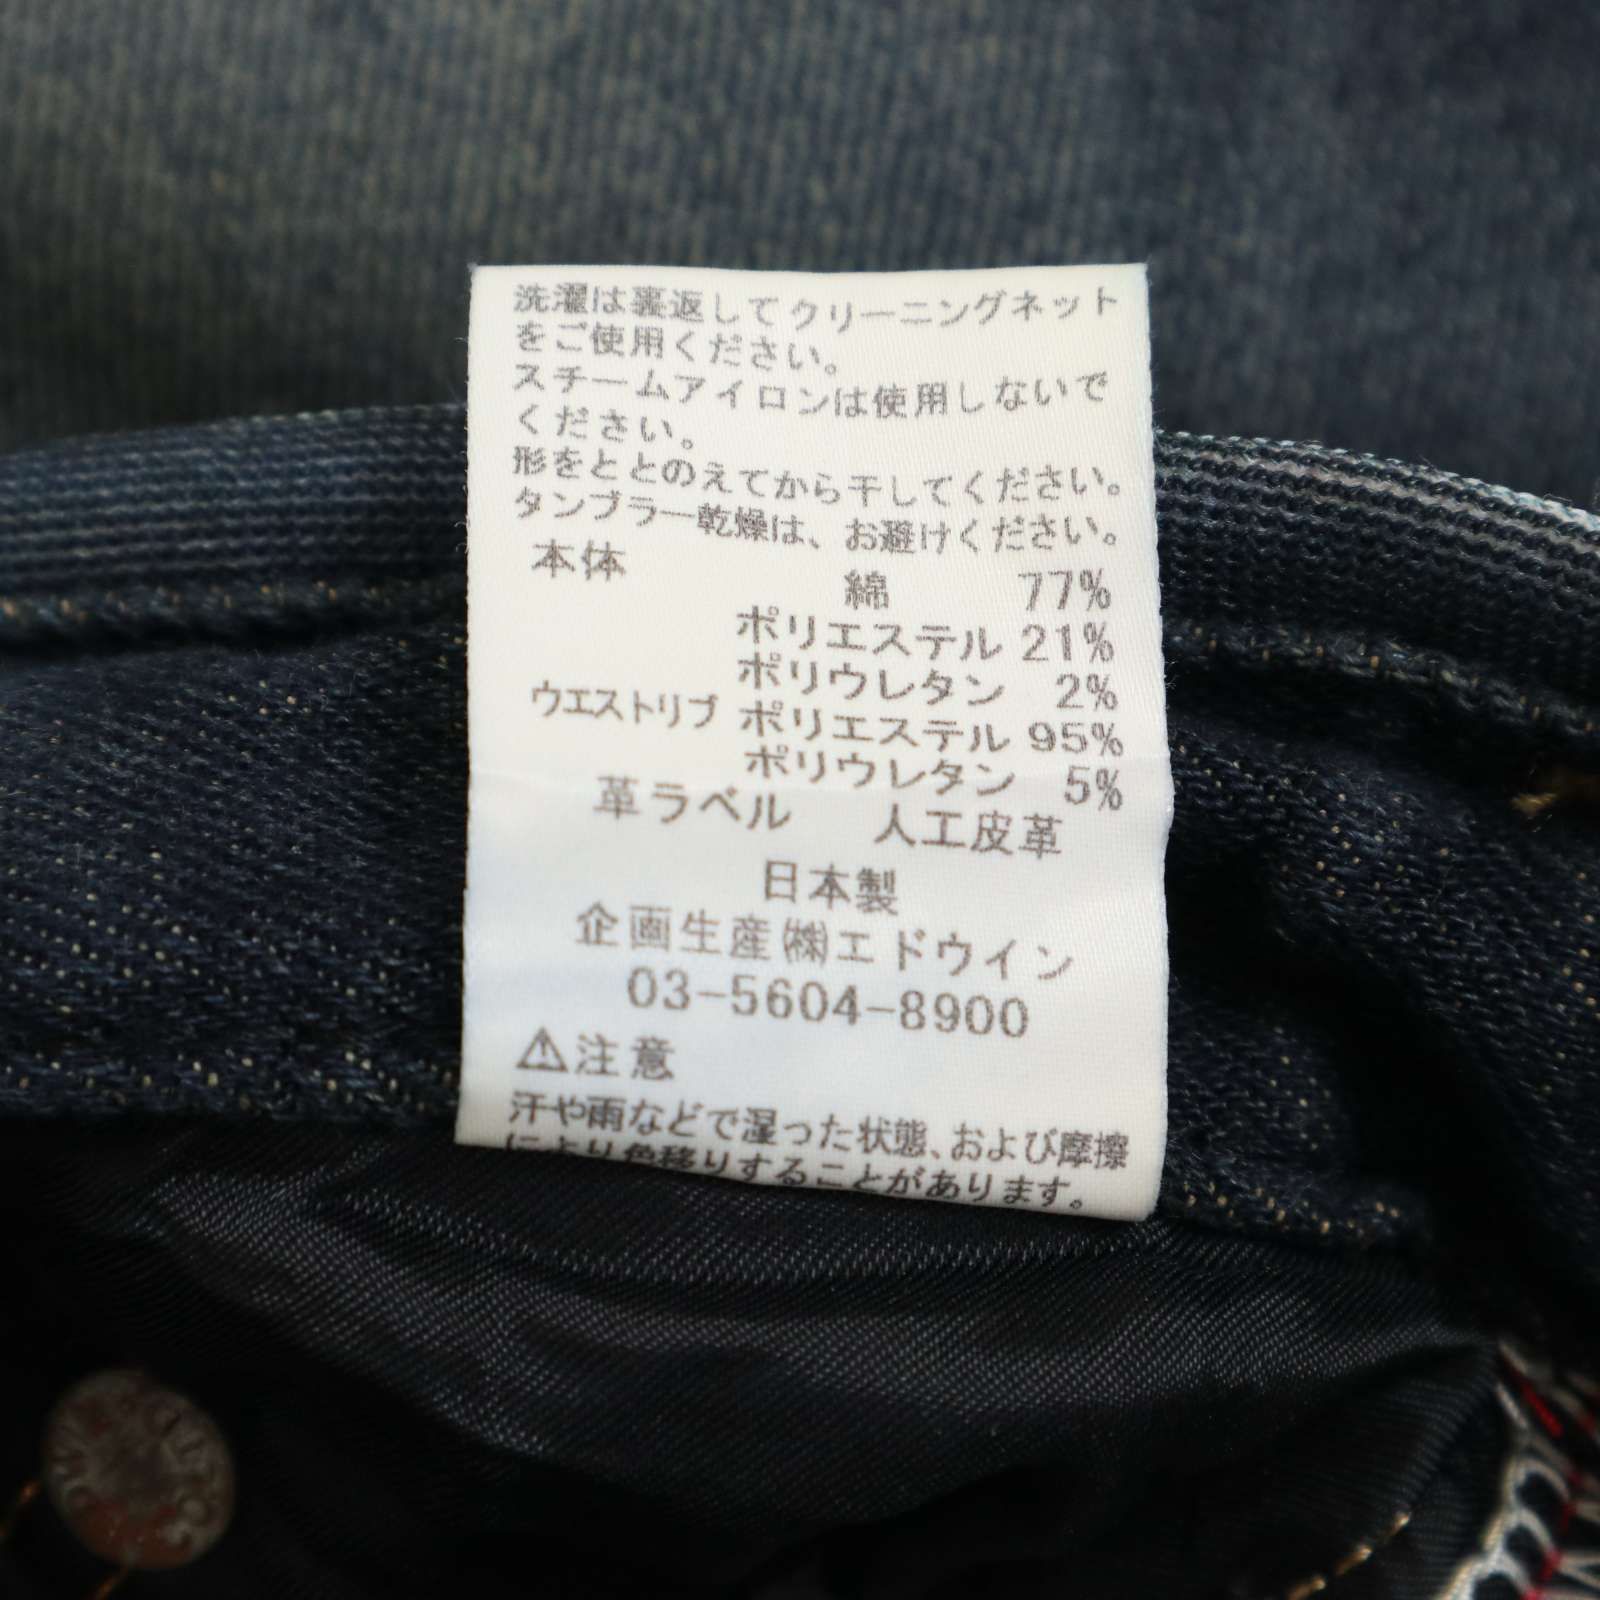 洗濯は裏返してクリーニングネット
をご使用ください。
スチームアイロンは使用しないで
ください。
形をととのえてから干してください。
タンブラー乾燥は、お避けください。
本体 綿 77%
ポリエステル 21%
ポリウレタン 2%
ウエストリブ ポリエステル 95%
ポリウレタン 5%
革ラベル 人工皮革
日本製
企画生産㈱エドウイン
03-5604-8900
⚠注意
汗や雨などで湿った状態、および摩擦
により色移りすることがあります。